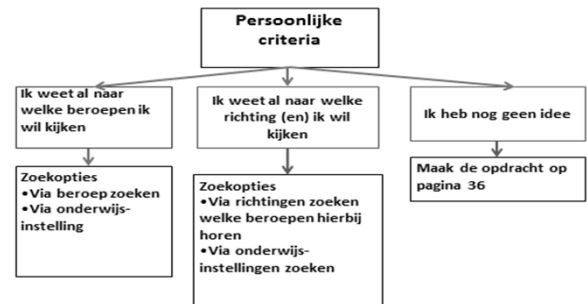 Persoonlijke
criteria
Ik weet al naar
welke beroepen ik
wil kijken
Ik weet al naar welke
richting (en) ik wil
kijken
Ik heb nog geen idee
Zoekopties
•Via beroep zoeken
•Via onderwijs-
instelling
Zoekopties
•Via richtingen zoeken
welke beroepen hierbij
horen
•Via onderwijs-
instellingen zoeken
Maak de opdracht op
pagina 36